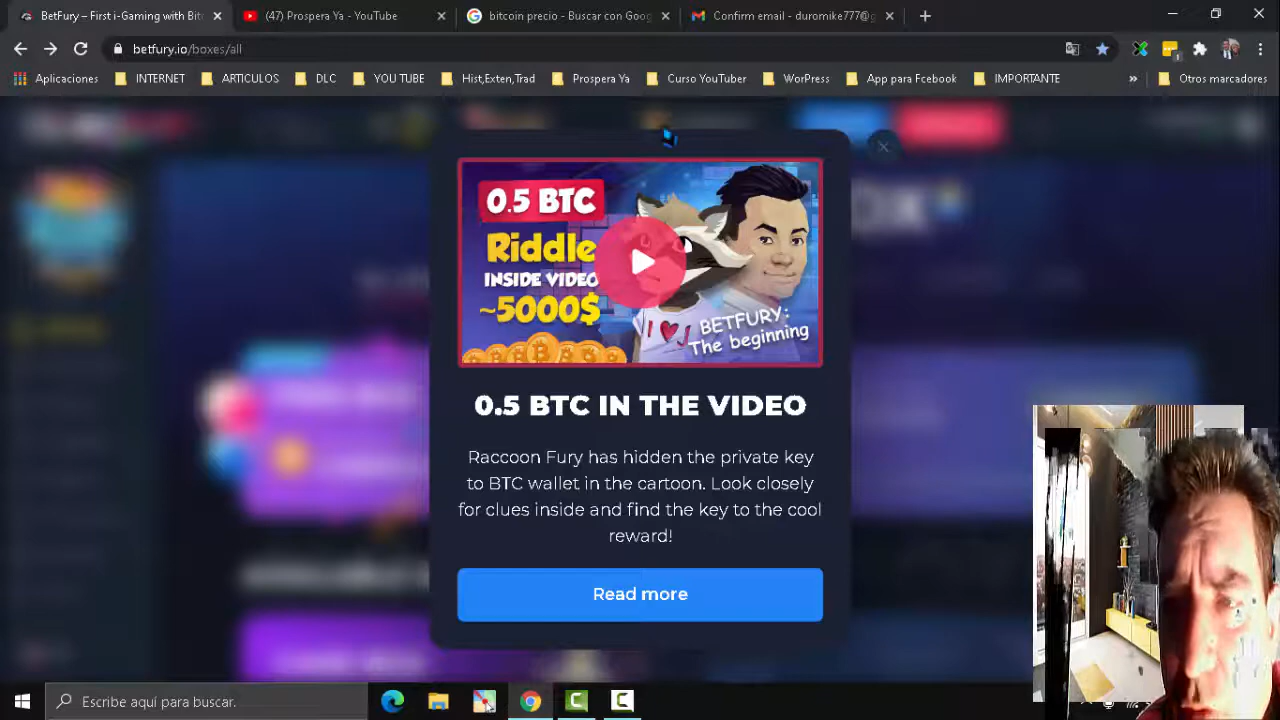 BetFury – First i-Gaming with Bit
(47) Prospera Ya - YouTube
bitcoin precio - Buscar con Goog
Confirm email - duromike777@g
betfury.io/boxes/all
1
Aplicaciones
INTERNET
ARTICULOS
DLC
YOU TUBE
Hist,Exten,Trad
Prospera Ya
Curso YouTuber
WorPress
App para Fcebook
IMPORTANTE
»
Otros marcadores
0.5 BTC
Riddle
INSIDE VIDEO
~5000$
I ♥ J
BETFURY:
The beginning
0.5 BTC IN THE VIDEO
Raccoon Fury has hidden the private key
to BTC wallet in the cartoon. Look closely
for clues inside and find the key to the cool
reward!
Read more
Escribe aquí para buscar.